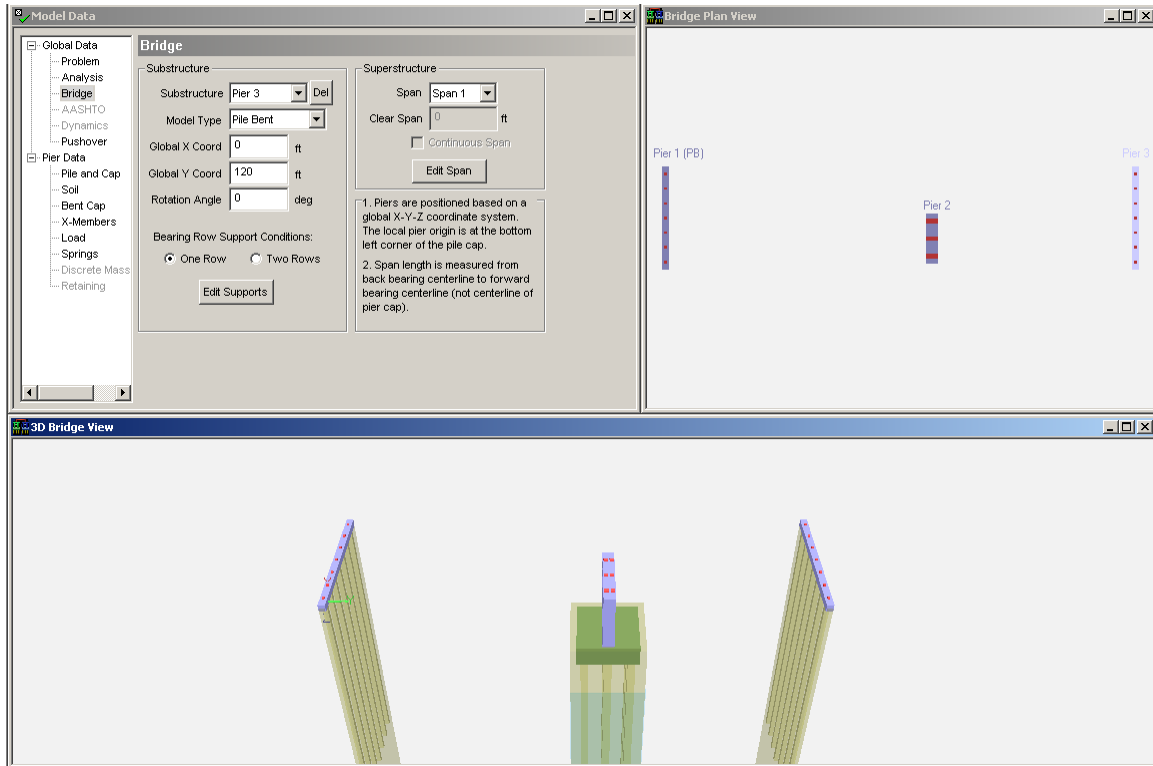 Model Data
Global Data
Problem
Analysis
Bridge
AASHTO
Dynamics
Pushover
Pier Data
Pile and Cap
Soil
Bent Cap
X-Members
Load
Springs
Discrete Mass
Retaining
Bridge
Substructure
Substructure Pier 3 Del
Model Type Pile Bent
Global X Coord 0 ft
Global Y Coord 120 ft
Rotation Angle 0 deg
Bearing Row Support Conditions:
One Row Two Rows
Edit Supports
Superstructure
Span Span 1
Clear Span 0 ft
Continuous Span
Edit Span
1. Piers are positioned based on a
global X-Y-Z coordinate system.
The local pier origin is at the bottom
left corner of the pile cap.
2. Span length is measured from
back bearing centerline to forward
bearing centerline (not centerline of
pier cap).
Bridge Plan View
Pier 1 (PB)
Pier 2
Pier 3
3D Bridge View